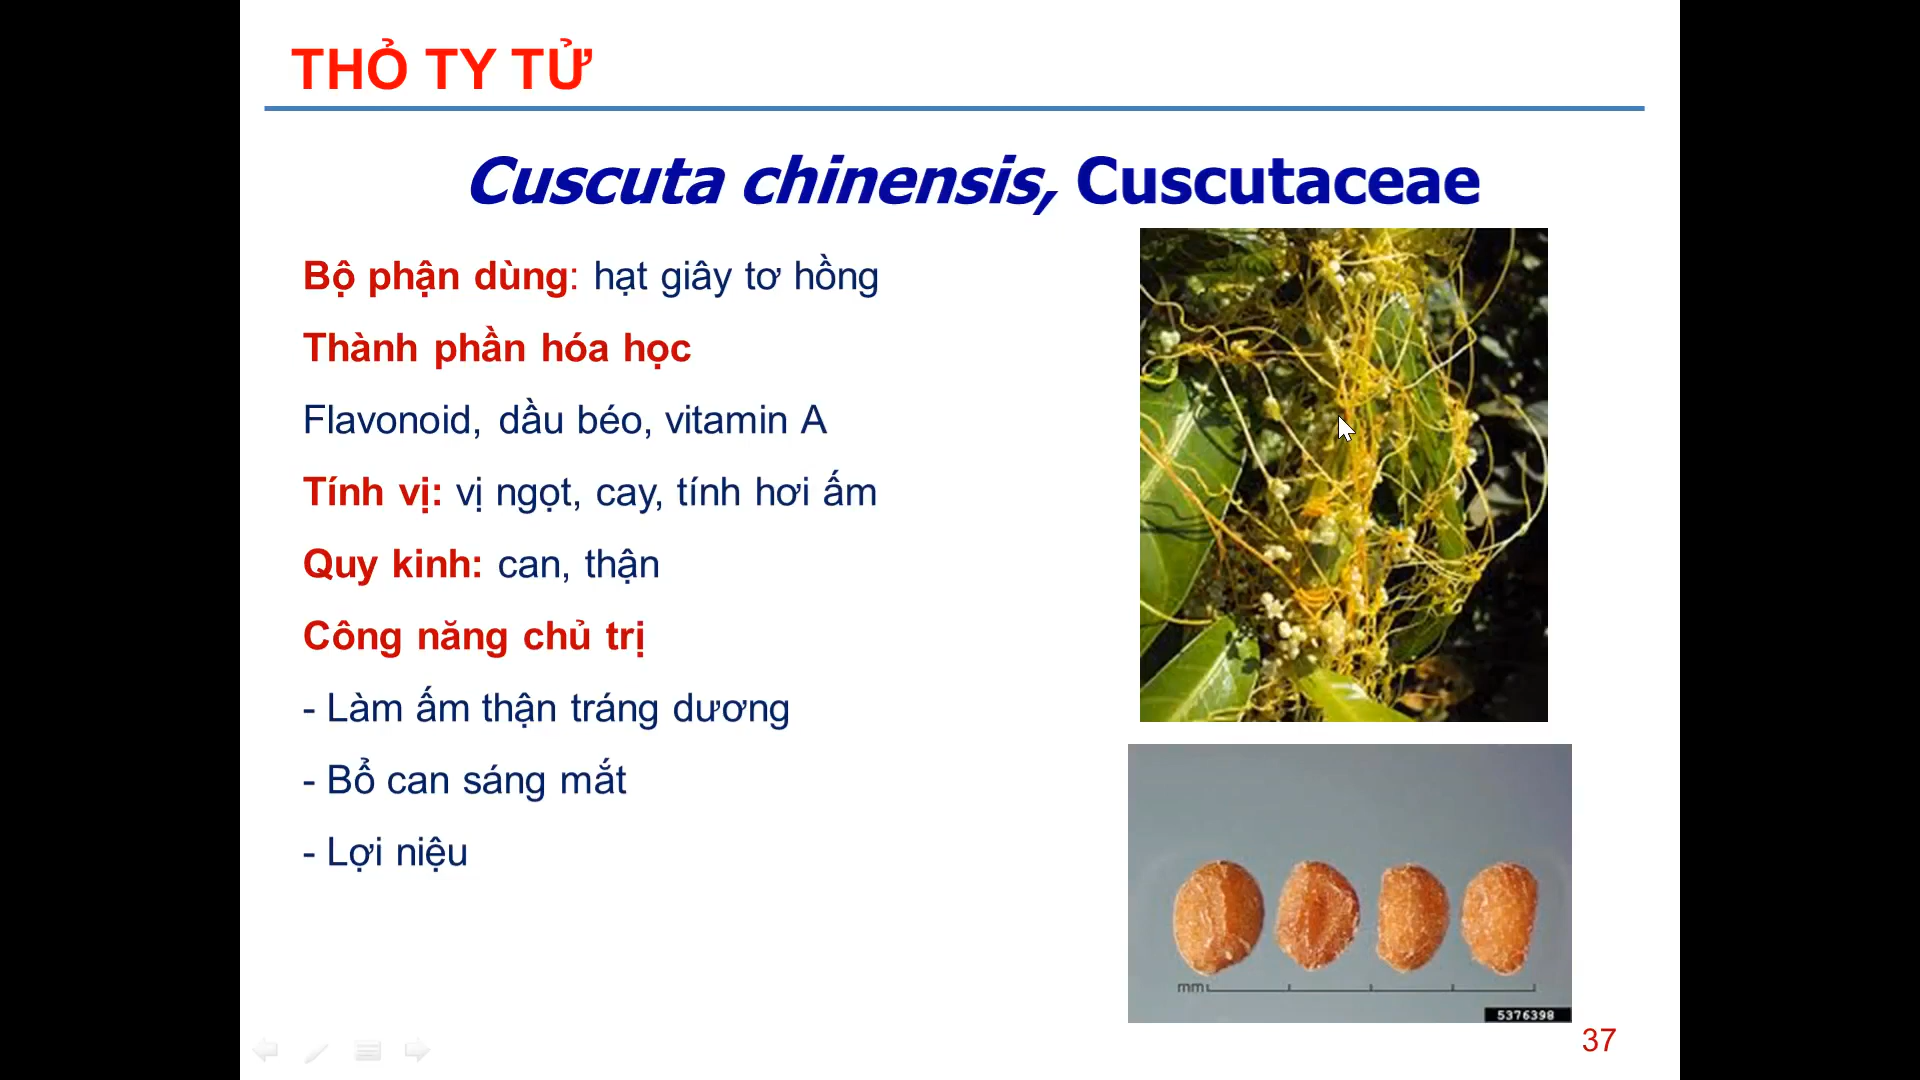 THỎ TY TỬ
Cuscuta chinensis, Cuscutaceae
Bộ phận dùng: hạt giây tơ hồng
Thành phần hóa học
Flavonoid, dầu béo, vitamin A
Tính vị: vị ngọt, cay, tính hơi ấm
Quy kinh: can, thận
Công năng chủ trị
- Làm ấm thận tráng dương
- Bổ can sáng mắt
- Lợi niệu
mm
5376398
37